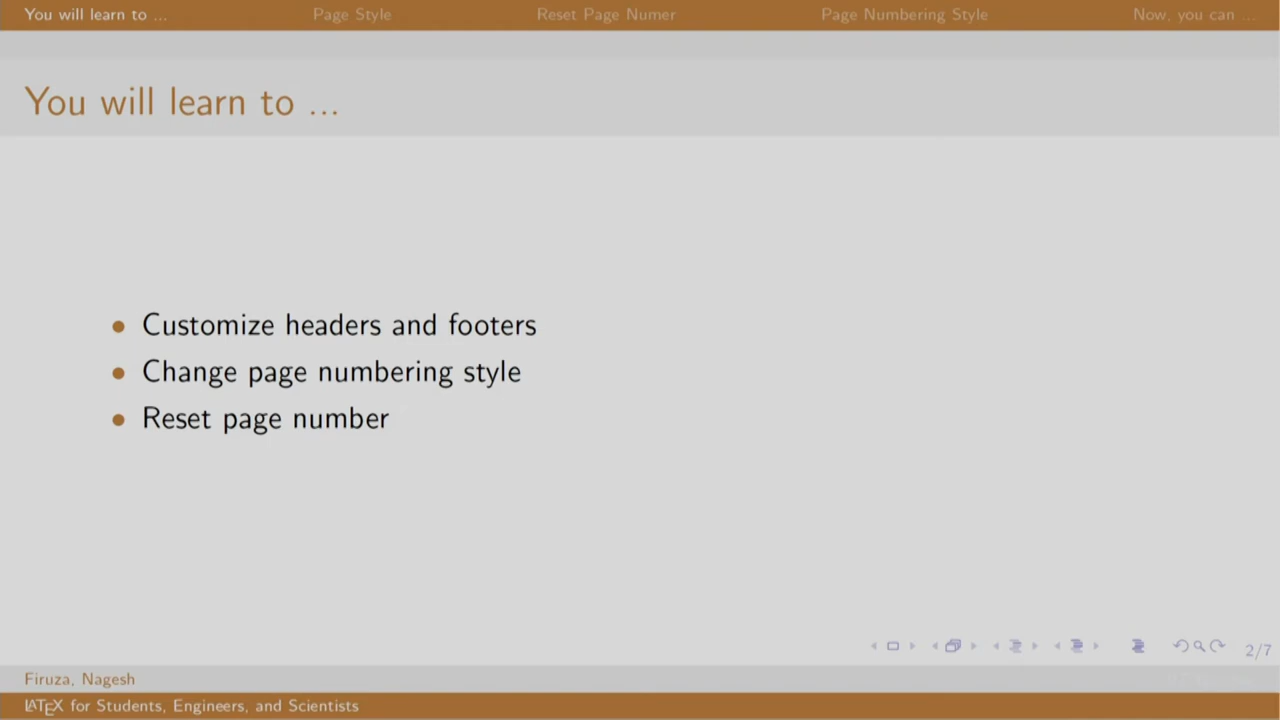 You will learn to ... Page Style Reset Page Numer Page Numbering Style Now, you can ...
You will learn to ...
• Customize headers and footers
• Change page numbering style
• Reset page number
2/7
Firuza, Nagesh
LATEX for Students, Engineers, and Scientists